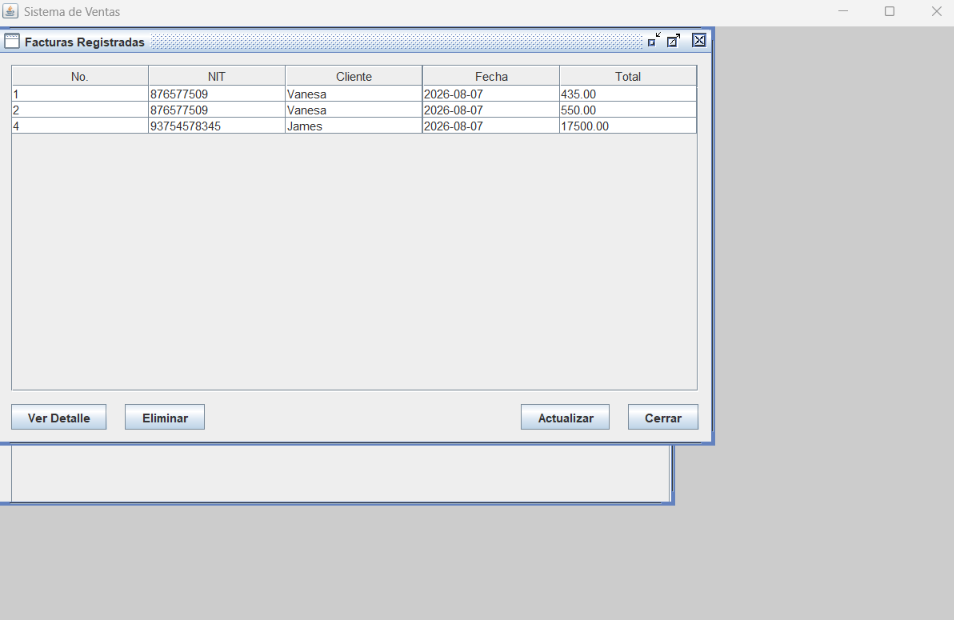 Sistema de Ventas
Facturas Registradas
No. NIT Cliente Fecha Total
1 876577509 Vanesa 2026-08-07 435.00
2 876577509 Vanesa 2026-08-07 550.00
4 93754578345 James 2026-08-07 17500.00
Ver Detalle Eliminar Actualizar Cerrar